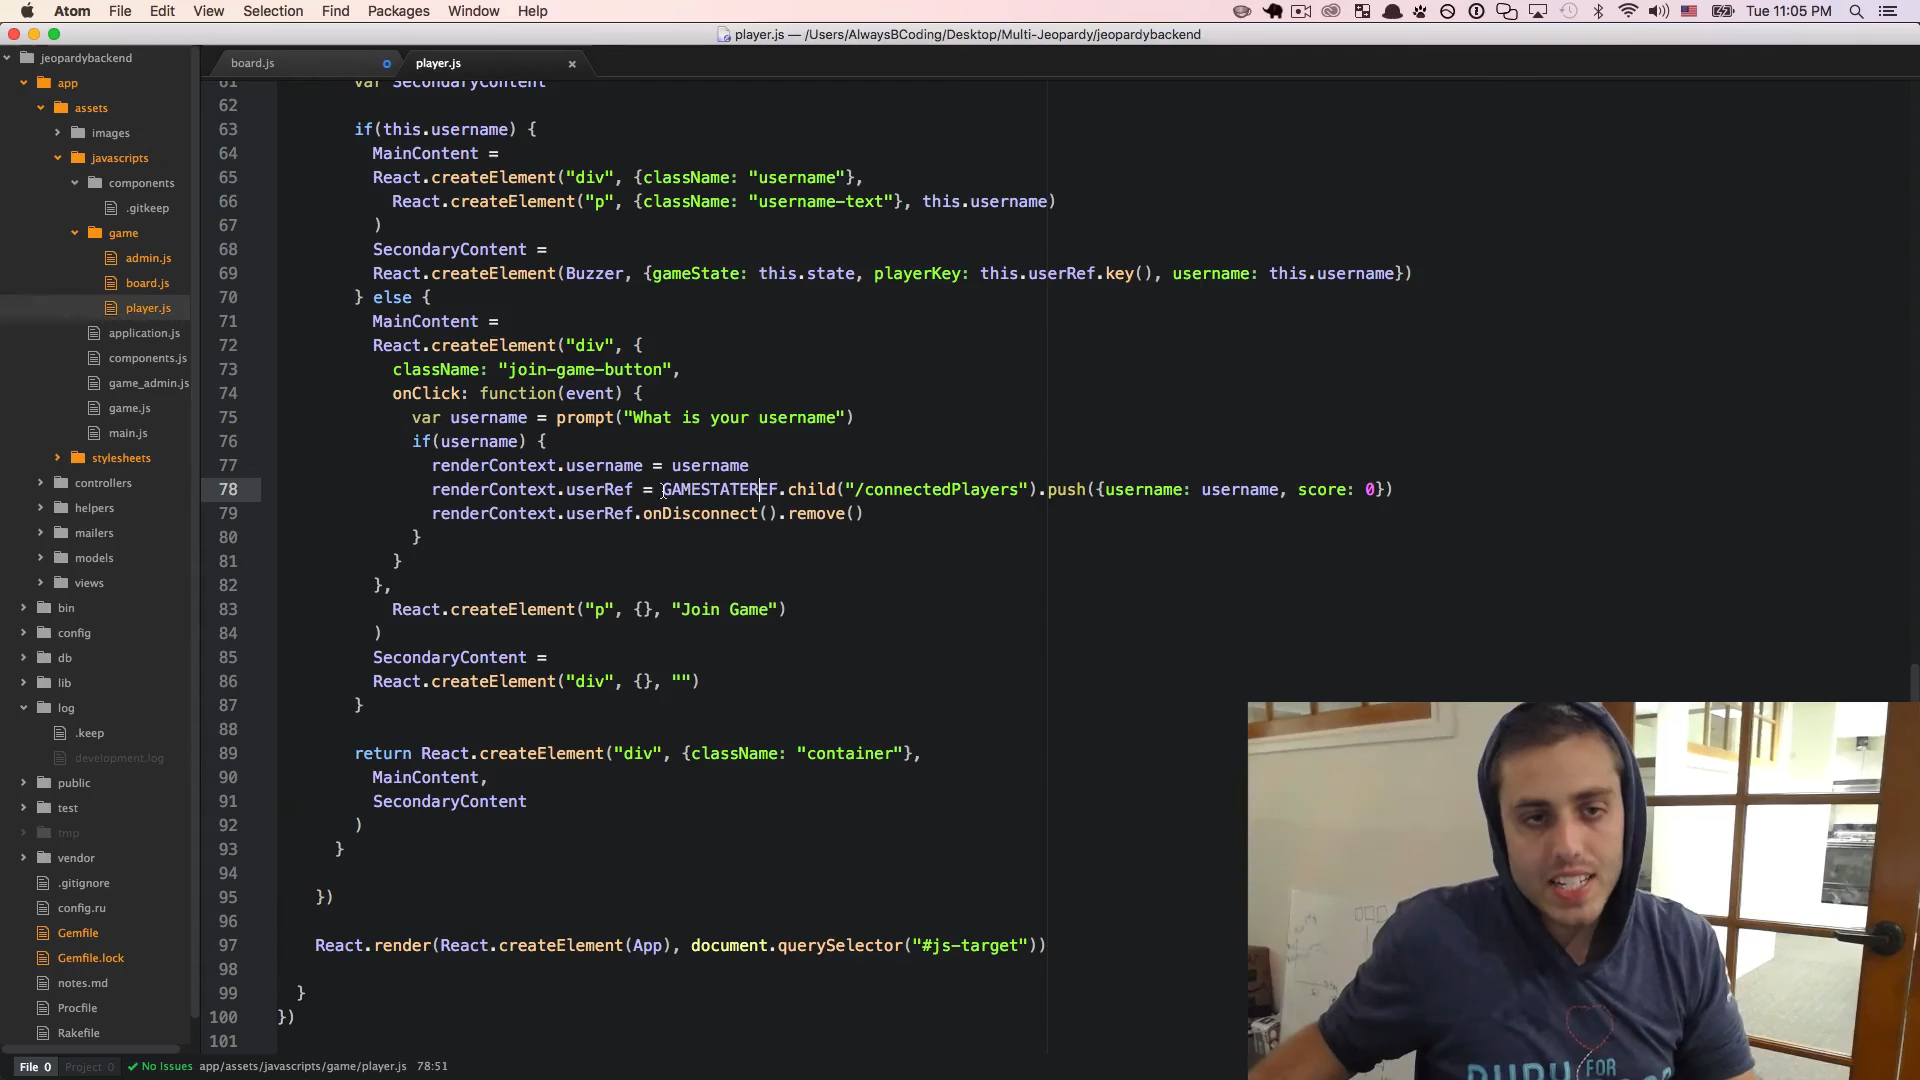 Atom File Edit View Selection Find Packages Window Help
Tue 11:05 PM
player.js — /Users/AlwaysBCoding/Desktop/Multi-Jeopardy/jeopardybackend
jeopardybackend
app
assets
images
javascripts
components
.gitkeep
game
admin.js
board.js
player.js
application.js
components.js
game_admin.js
game.js
main.js
stylesheets
controllers
helpers
mailers
models
views
bin
config
db
lib
log
.keep
development.log
public
test
tmp
vendor
.gitignore
config.ru
Gemfile
Gemfile.lock
notes.md
Procfile
Rakefile
board.js
player.js
61 var SecondaryContent
62
63 if(this.username) {
64 MainContent =
65 React.createElement("div", {className: "username"},
66 React.createElement("p", {className: "username-text"}, this.username)
67 )
68 SecondaryContent =
69 React.createElement(Buzzer, {gameState: this.state, playerKey: this.userRef.key(), username: this.username})
70 } else {
71 MainContent =
72 React.createElement("div", {
73 className: "join-game-button",
74 onClick: function(event) {
75 var username = prompt("What is your username")
76 if(username) {
77 renderContext.username = username
78 renderContext.userRef = GAMESTATEREF.child("/connectedPlayers").push({username: username, score: 0})
79 renderContext.userRef.onDisconnect().remove()
80 }
81 }
82 },
83 React.createElement("p", {}, "Join Game")
84 )
85 SecondaryContent =
86 React.createElement("div", {}, "")
87 }
88
89 return React.createElement("div", {className: "container"},
90 MainContent,
91 SecondaryContent
92 )
93 }
94
95 })
96
97 React.render(React.createElement(App), document.querySelector("#js-target"))
98
99 }
100 })
101
File 0 Project 0 No Issues app/assets/javascripts/game/player.js 78:51
FOR